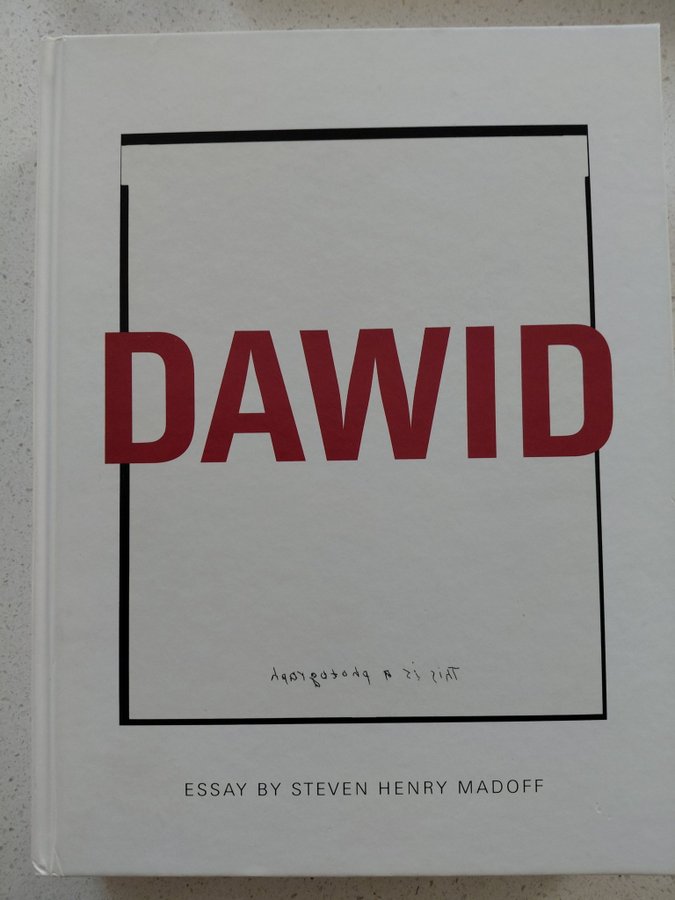 DAWID
This is a photograph
ESSAY BY STEVEN HENRY MADOFF